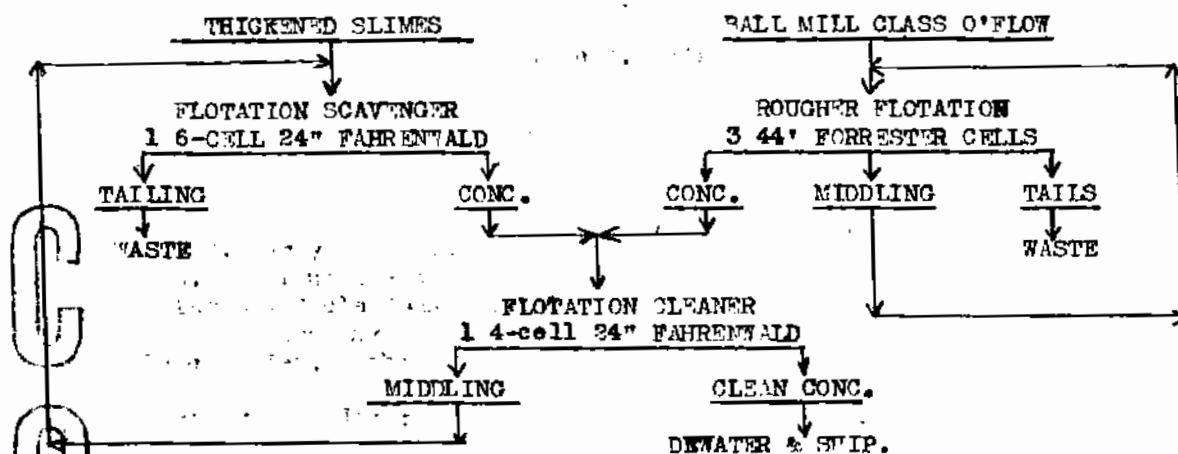 THICKENED SLIMES
BALL MILL CLASS O'FLOW
FLOTATION SCAVENGER
1 6-CELL 24" FAHRENWALD
ROUGHER FLOTATION
3 44' FORRESTER CELLS
TAILING
CONC.
CONC.
MIDDLING
TAILS
WASTE
WASTE
FLOTATION CLEANER
1 4-cell 24" FAHRENWALD
MIDDLING
CLEAN CONC.
DEWATER & SHIP.